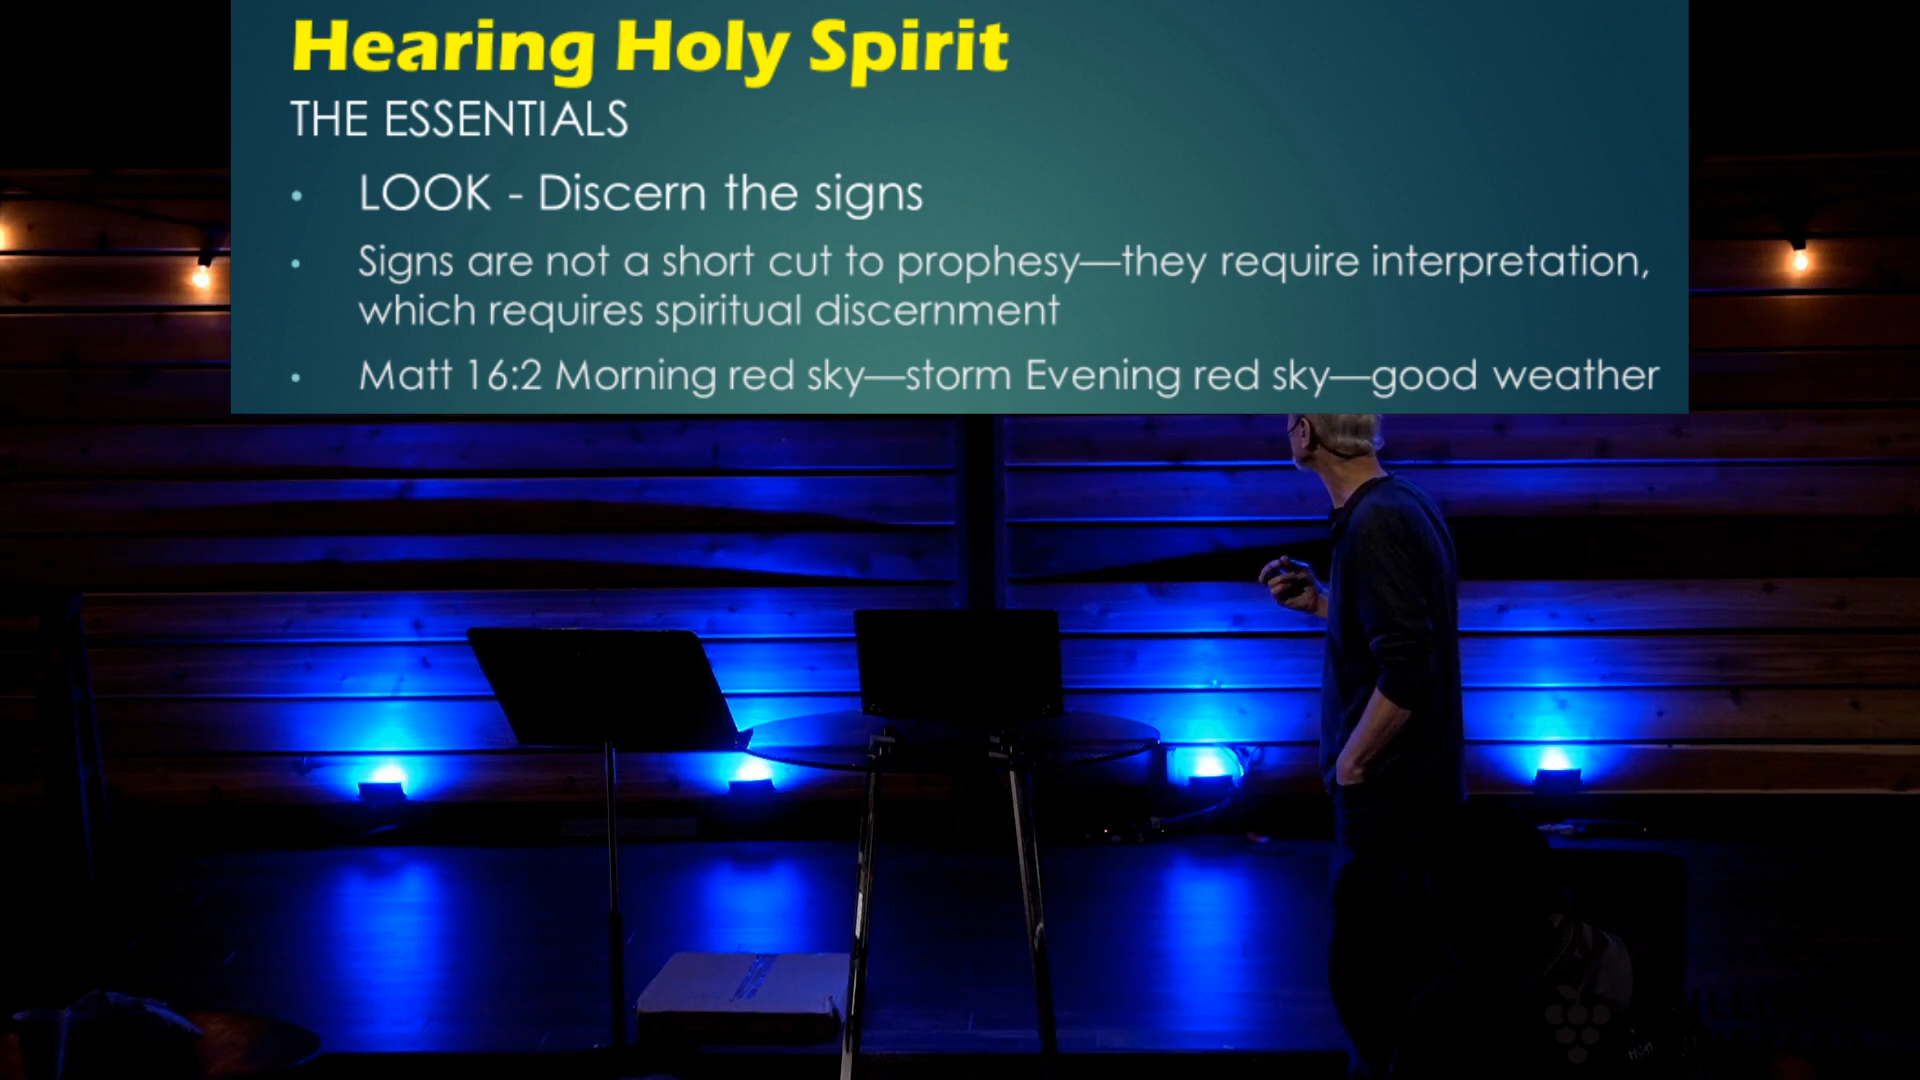 Hearing Holy Spirit
THE ESSENTIALS
• LOOK - Discern the signs
• Signs are not a short cut to prophesy—they require interpretation,
which requires spiritual discernment
• Matt 16:2 Morning red sky—storm Evening red sky—good weather